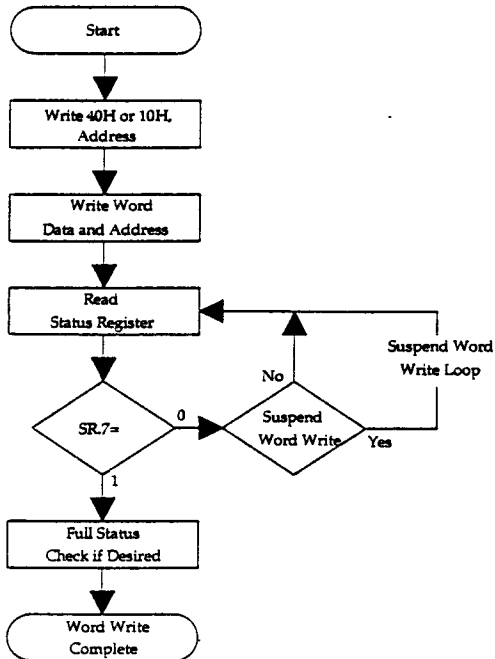 Start
Write 40H or 10H,
Address
Write Word
Data and Address
Read
Status Register
Suspend Word
Write Loop
No
SR.7=
0
Suspend
Word Write
Yes
1
Full Status
Check if Desired
Word Write
Complete